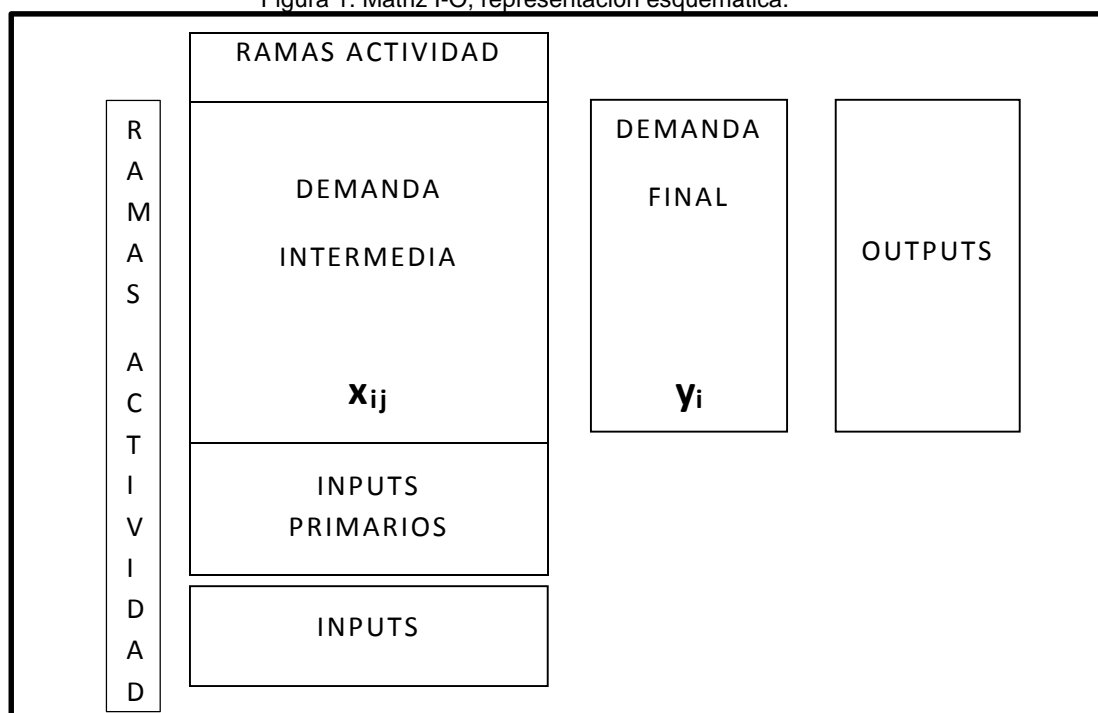 Figura 1. Matriz I-O, representación esquemática.
RAMAS ACTIVIDAD
RAMAS ACTIVIDAD
DEMANDA
INTERMEDIA
xij
DEMANDA
FINAL
yi
OUTPUTS
INPUTS
PRIMARIOS
INPUTS